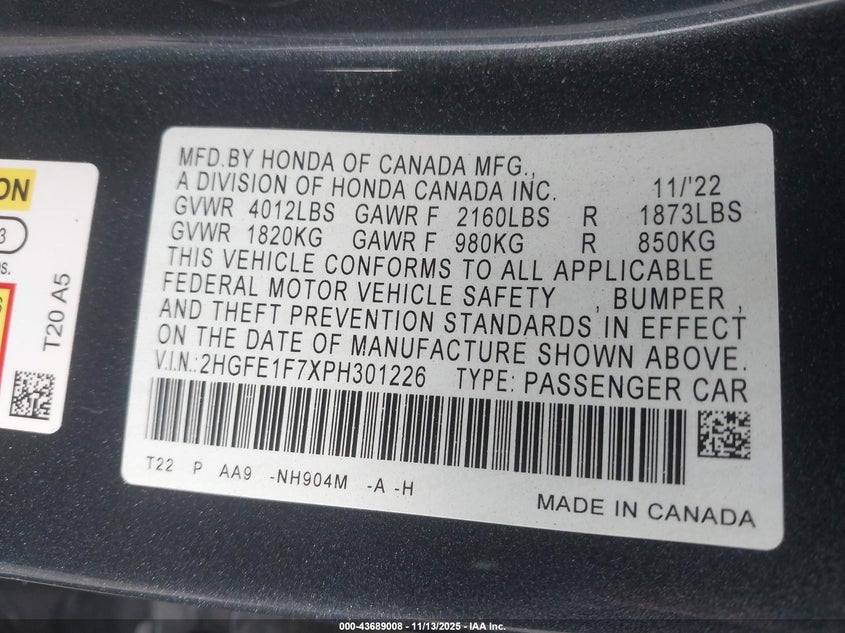 ON
3
S.
S
T20 A5
MFD.BY HONDA OF CANADA MFG.,
A DIVISION OF HONDA CANADA INC. 11/'22
GVWR 4012LBS GAWR F 2160LBS R 1873LBS
GVWR 1820KG GAWR F 980KG R 850KG
THIS VEHICLE CONFORMS TO ALL APPLICABLE
FEDERAL MOTOR VEHICLE SAFETY , BUMPER ,
AND THEFT PREVENTION STANDARDS IN EFFECT
ON THE DATE OF MANUFACTURE SHOWN ABOVE.
V.I.N.:2HGFE1F7XPH301226 TYPE: PASSENGER CAR
T22 P AA9 -NH904M -A -H
MADE IN CANADA
000-43689008 - 11/13/2025 - IAA Inc.